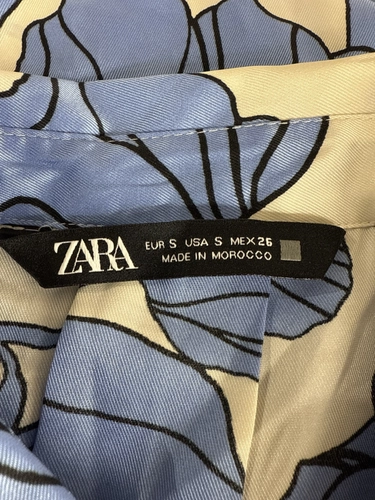 ZARA
EUR S USA S MEX 26
MADE IN MOROCCO